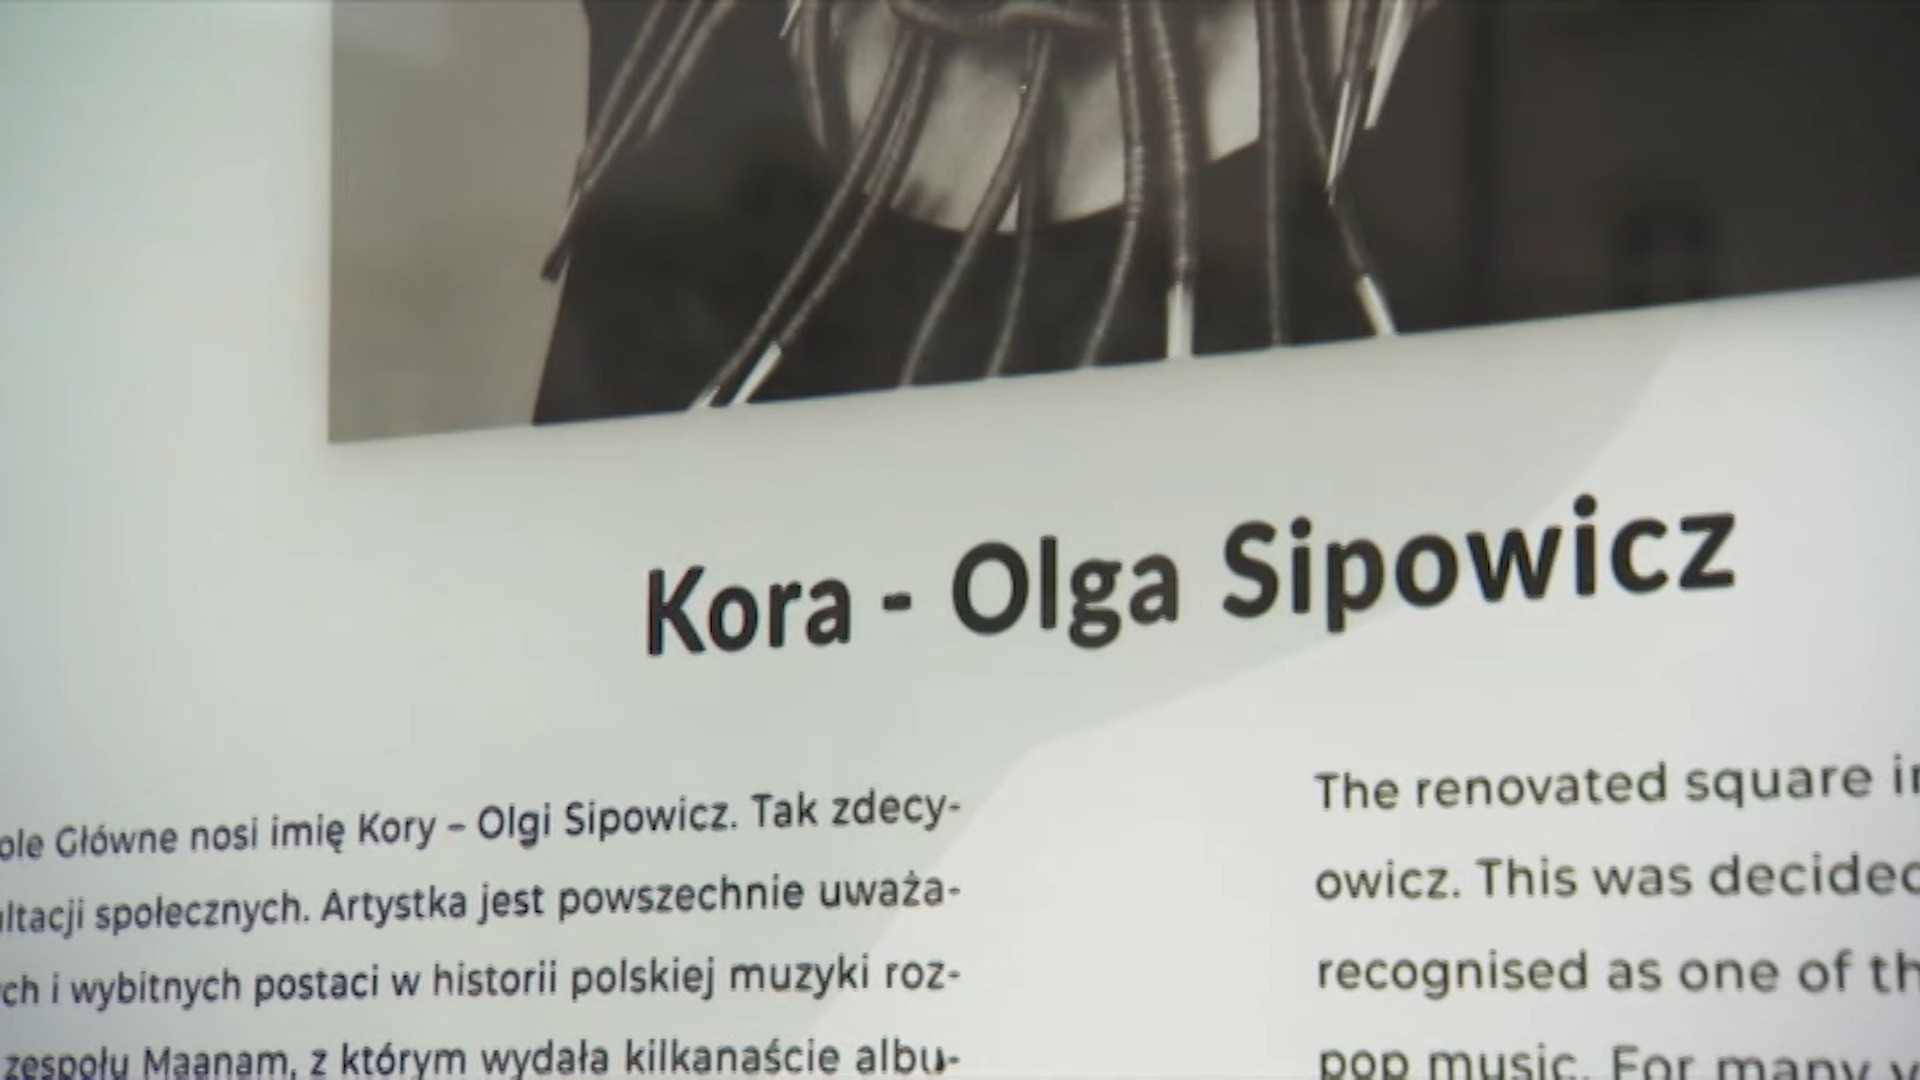 Kora - Olga Sipowicz
ole Główne nosi imię Kory – Olgi Sipowicz. Tak zdecy-
ltacji społecznych. Artystka jest powszechnie uważa-
ch i wybitnych postaci w historii polskiej muzyki roz-
zespołu Maanam, z którym wydała kilkanaście albu-
The renovated square in
owicz. This was decided
recognised as one of th
pop music. For many y